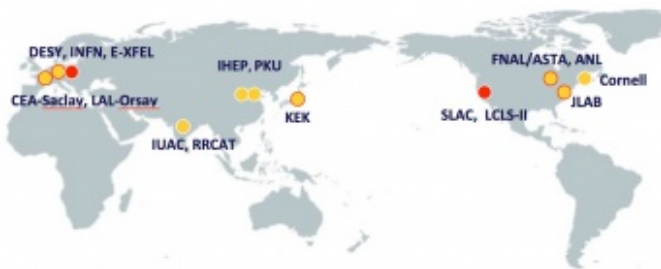 DESY, INFN, E-XFEL
IHEP, PKU
FNAL/ASTA, ANL
Cornell
CEA-Saclay, LAL-Orsay
KEK
JLAB
SLAC, LCLS-II
IUAC, RRCAT